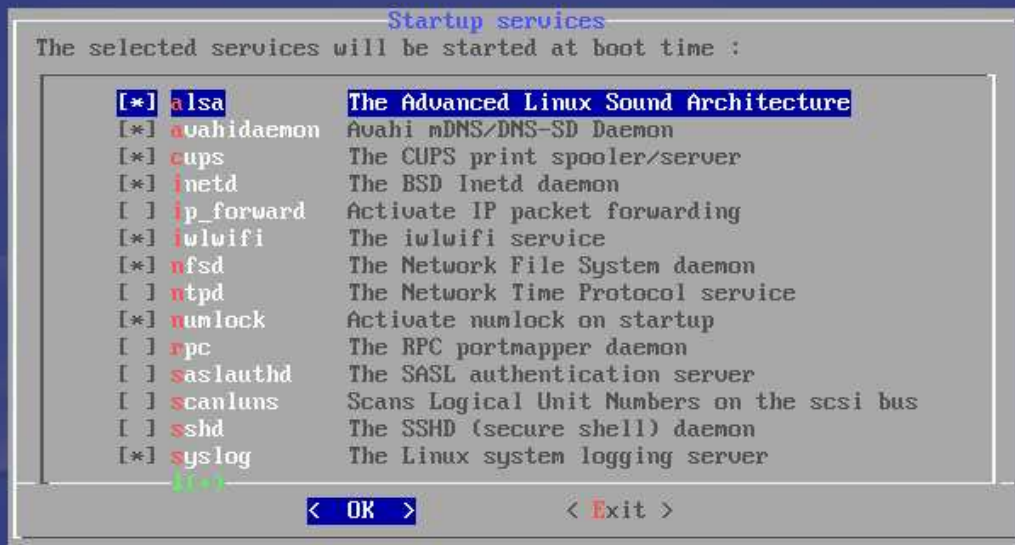 Startup services
The selected services will be started at boot time :
[*] alsa The Advanced Linux Sound Architecture
[*] avahidaemon Avahi mDNS/DNS-SD Daemon
[*] cups The CUPS print spooler/server
[*] inetd The BSD Inetd daemon
[ ] ip_forward Activate IP packet forwarding
[*] iwlwifi The iwlwifi service
[*] nfsd The Network File System daemon
[ ] ntpd The Network Time Protocol service
[*] numlock Activate numlock on startup
[ ] rpc The RPC portmapper daemon
[ ] saslauthd The SASL authentication server
[ ] scanluns Scans Logical Unit Numbers on the scsi bus
[ ] sshd The SSHD (secure shell) daemon
[*] syslog The Linux system logging server
↓(+)
< OK > < Exit >